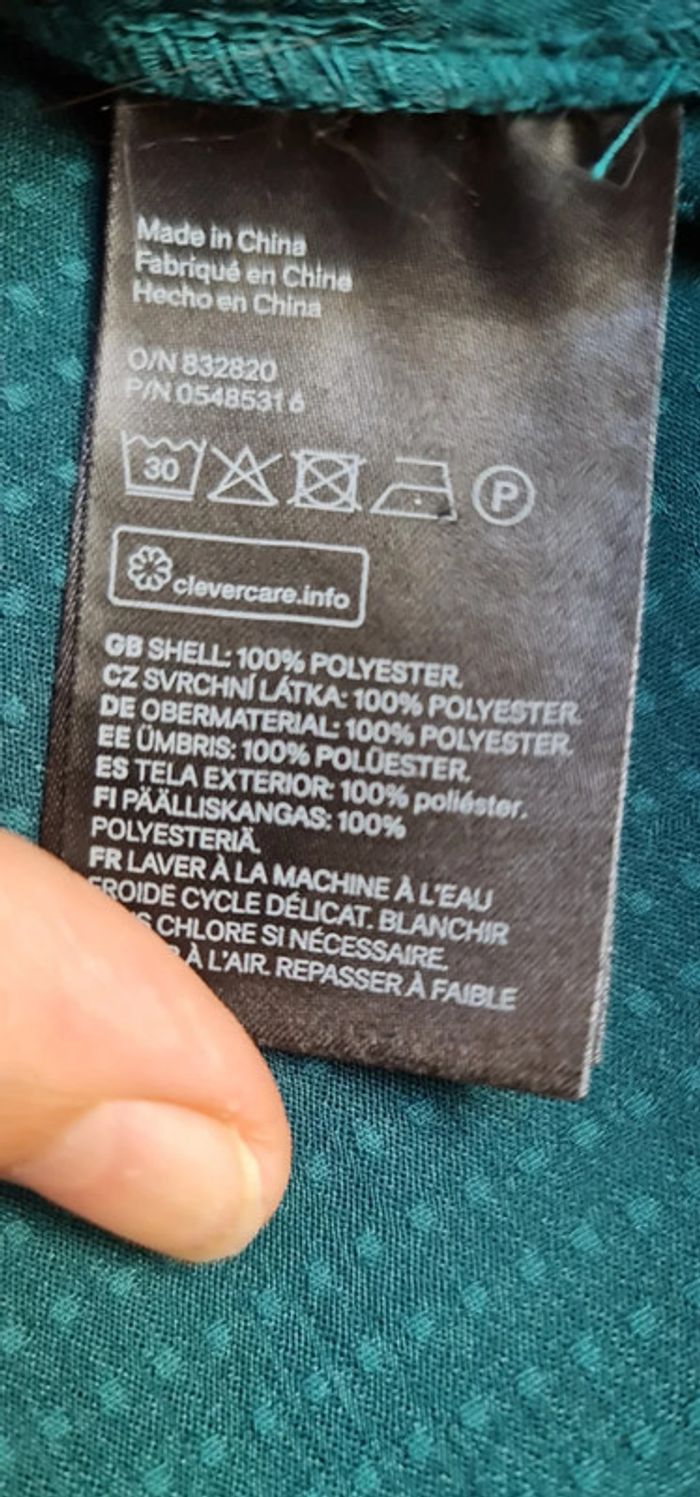 Made in China
Fabriqué en Chine
Hecho en China
O/N 832820
P/N 05485316
30
P
clevercare.info
GB SHELL: 100% POLYESTER.
CZ SVRCHNÍ LÁTKA: 100% POLYESTER.
DE OBERMATERIAL: 100% POLYESTER.
EE ÜMBRIS: 100% POLÜESTER.
ES TELA EXTERIOR: 100% poliéster.
FI PÄÄLLISKANGAS: 100%
POLYESTERIÄ.
FR LAVER À LA MACHINE À L'EAU
FROIDE CYCLE DÉLICAT. BLANCHIR
CHLORE SI NÉCESSAIRE.
À L'AIR. REPASSER À FAIBLE